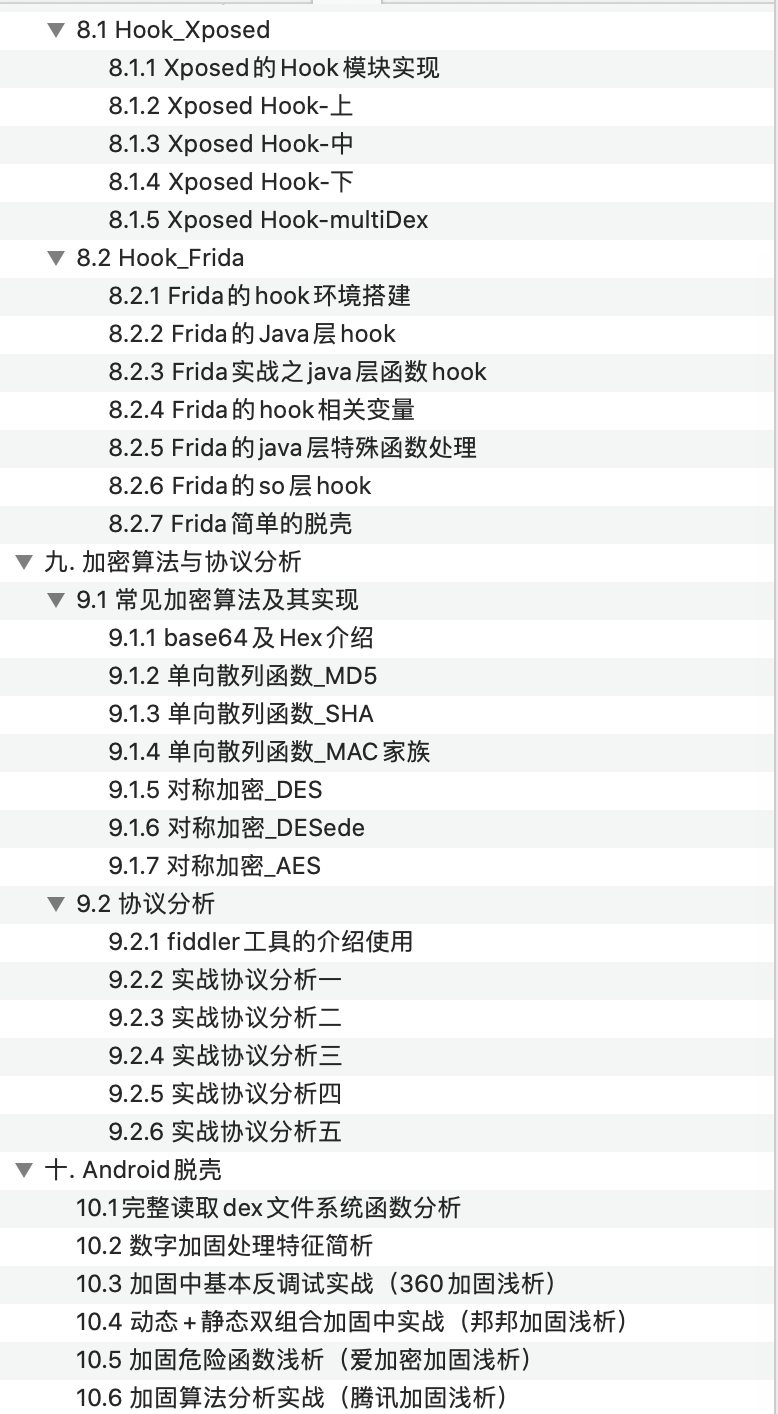 8.1 Hook_Xposed
8.1.1 Xposed的Hook模块实现
8.1.2 Xposed Hook-上
8.1.3 Xposed Hook-中
8.1.4 Xposed Hook-下
8.1.5 Xposed Hook-multiDex
8.2 Hook_Frida
8.2.1 Frida的hook环境搭建
8.2.2 Frida的Java层hook
8.2.3 Frida实战之java层函数hook
8.2.4 Frida的hook相关变量
8.2.5 Frida的java层特殊函数处理
8.2.6 Frida的so层hook
8.2.7 Frida简单的脱壳
九. 加密算法与协议分析
9.1 常见加密算法及其实现
9.1.1 base64及Hex介绍
9.1.2 单向散列函数_MD5
9.1.3 单向散列函数_SHA
9.1.4 单向散列函数_MAC家族
9.1.5 对称加密_DES
9.1.6 对称加密_DESede
9.1.7 对称加密_AES
9.2 协议分析
9.2.1 fiddler工具的介绍使用
9.2.2 实战协议分析一
9.2.3 实战协议分析二
9.2.4 实战协议分析三
9.2.5 实战协议分析四
9.2.6 实战协议分析五
十. Android脱壳
10.1完整读取dex文件系统函数分析
10.2 数字加固处理特征简析
10.3 加固中基本反调试实战（360加固浅析）
10.4 动态+静态双组合加固中实战（邦邦加固浅析）
10.5 加固危险函数浅析（爱加密加固浅析）
10.6 加固算法分析实战（腾讯加固浅析）